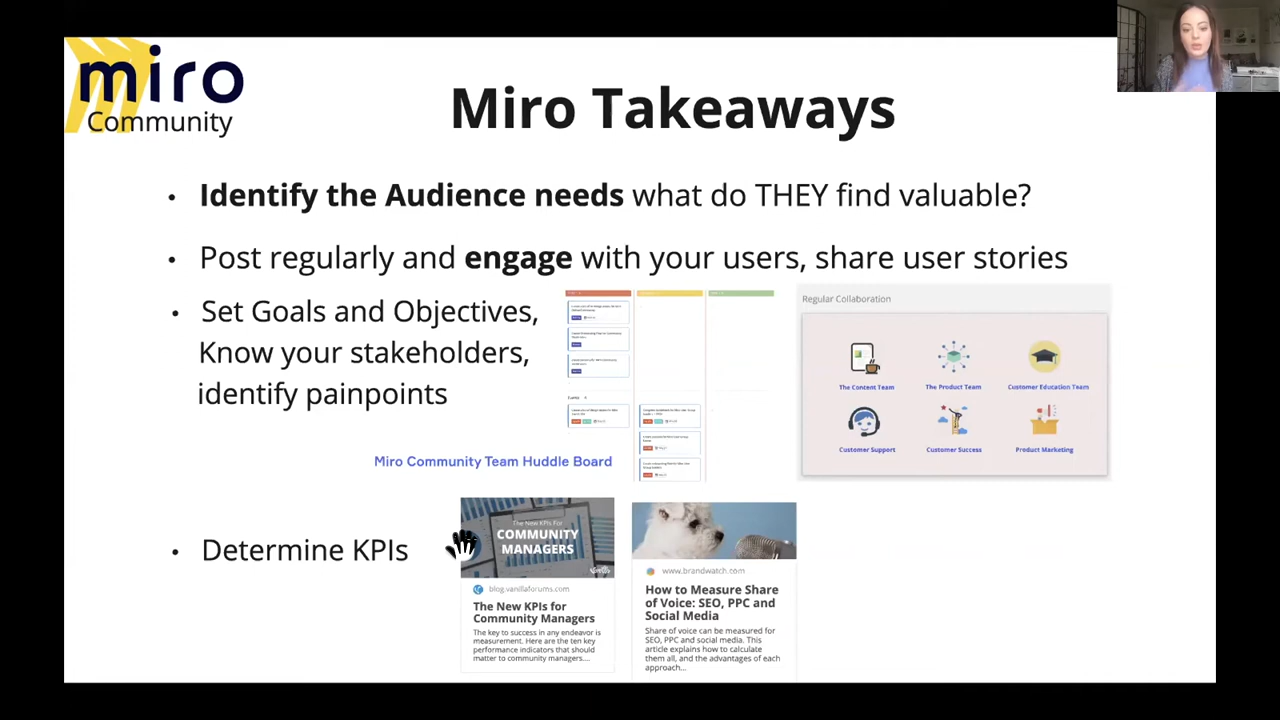 miro
Community
Miro Takeaways
• Identify the Audience needs what do THEY find valuable?
• Post regularly and engage with your users, share user stories
• Set Goals and Objectives,
Know your stakeholders,
identify painpoints
Miro Community Team Huddle Board
Regular Collaboration
The Content Team
The Product Team
Customer Education Team
Customer Support
Customer Success
Product Marketing
• Determine KPIs
The New KPIs For
COMMUNITY
MANAGERS
blog.vanillaforums.com
The New KPIs for
Community Managers
The key to success in any endeavor is
measurement. Here are the ten key
performance indicators that should
matter to community managers....
www.brandwatch.com
How to Measure Share
of Voice: SEO, PPC and
Social Media
Share of voice can be measured for
SEO, PPC and social media. This
article explains how to calculate
them all, and the advantages of each
approach...